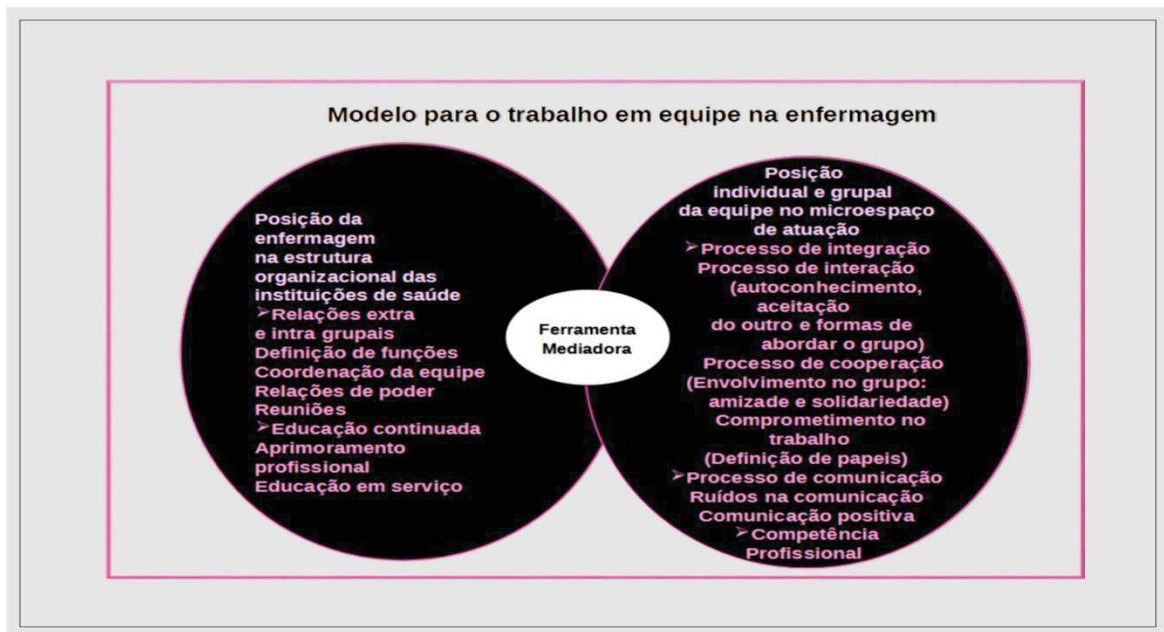 Modelo para o trabalho em equipe na enfermagem
Posição da
enfermagem
na estrutura
organizacional das
instituições de saúde
➢Relações extra
e intra grupais
Definição de funções
Coordenação da equipe
Relações de poder
Reuniões
➢Educação continuada
Aprimoramento
profissional
Educação em serviço
Ferramenta
Mediadora
Posição
individual e grupal
da equipe no microespaço
de atuação
➢Processo de integração
Processo de interação
(autoconhecimento,
aceitação
do outro e formas de
abordar o grupo)
Processo de cooperação
(Envolvimento no grupo:
amizade e solidariedade)
Comprometimento no
trabalho
(Definição de papeis)
➢Processo de comunicação
Ruídos na comunicação
Comunicação positiva
➢Competência
Profissional